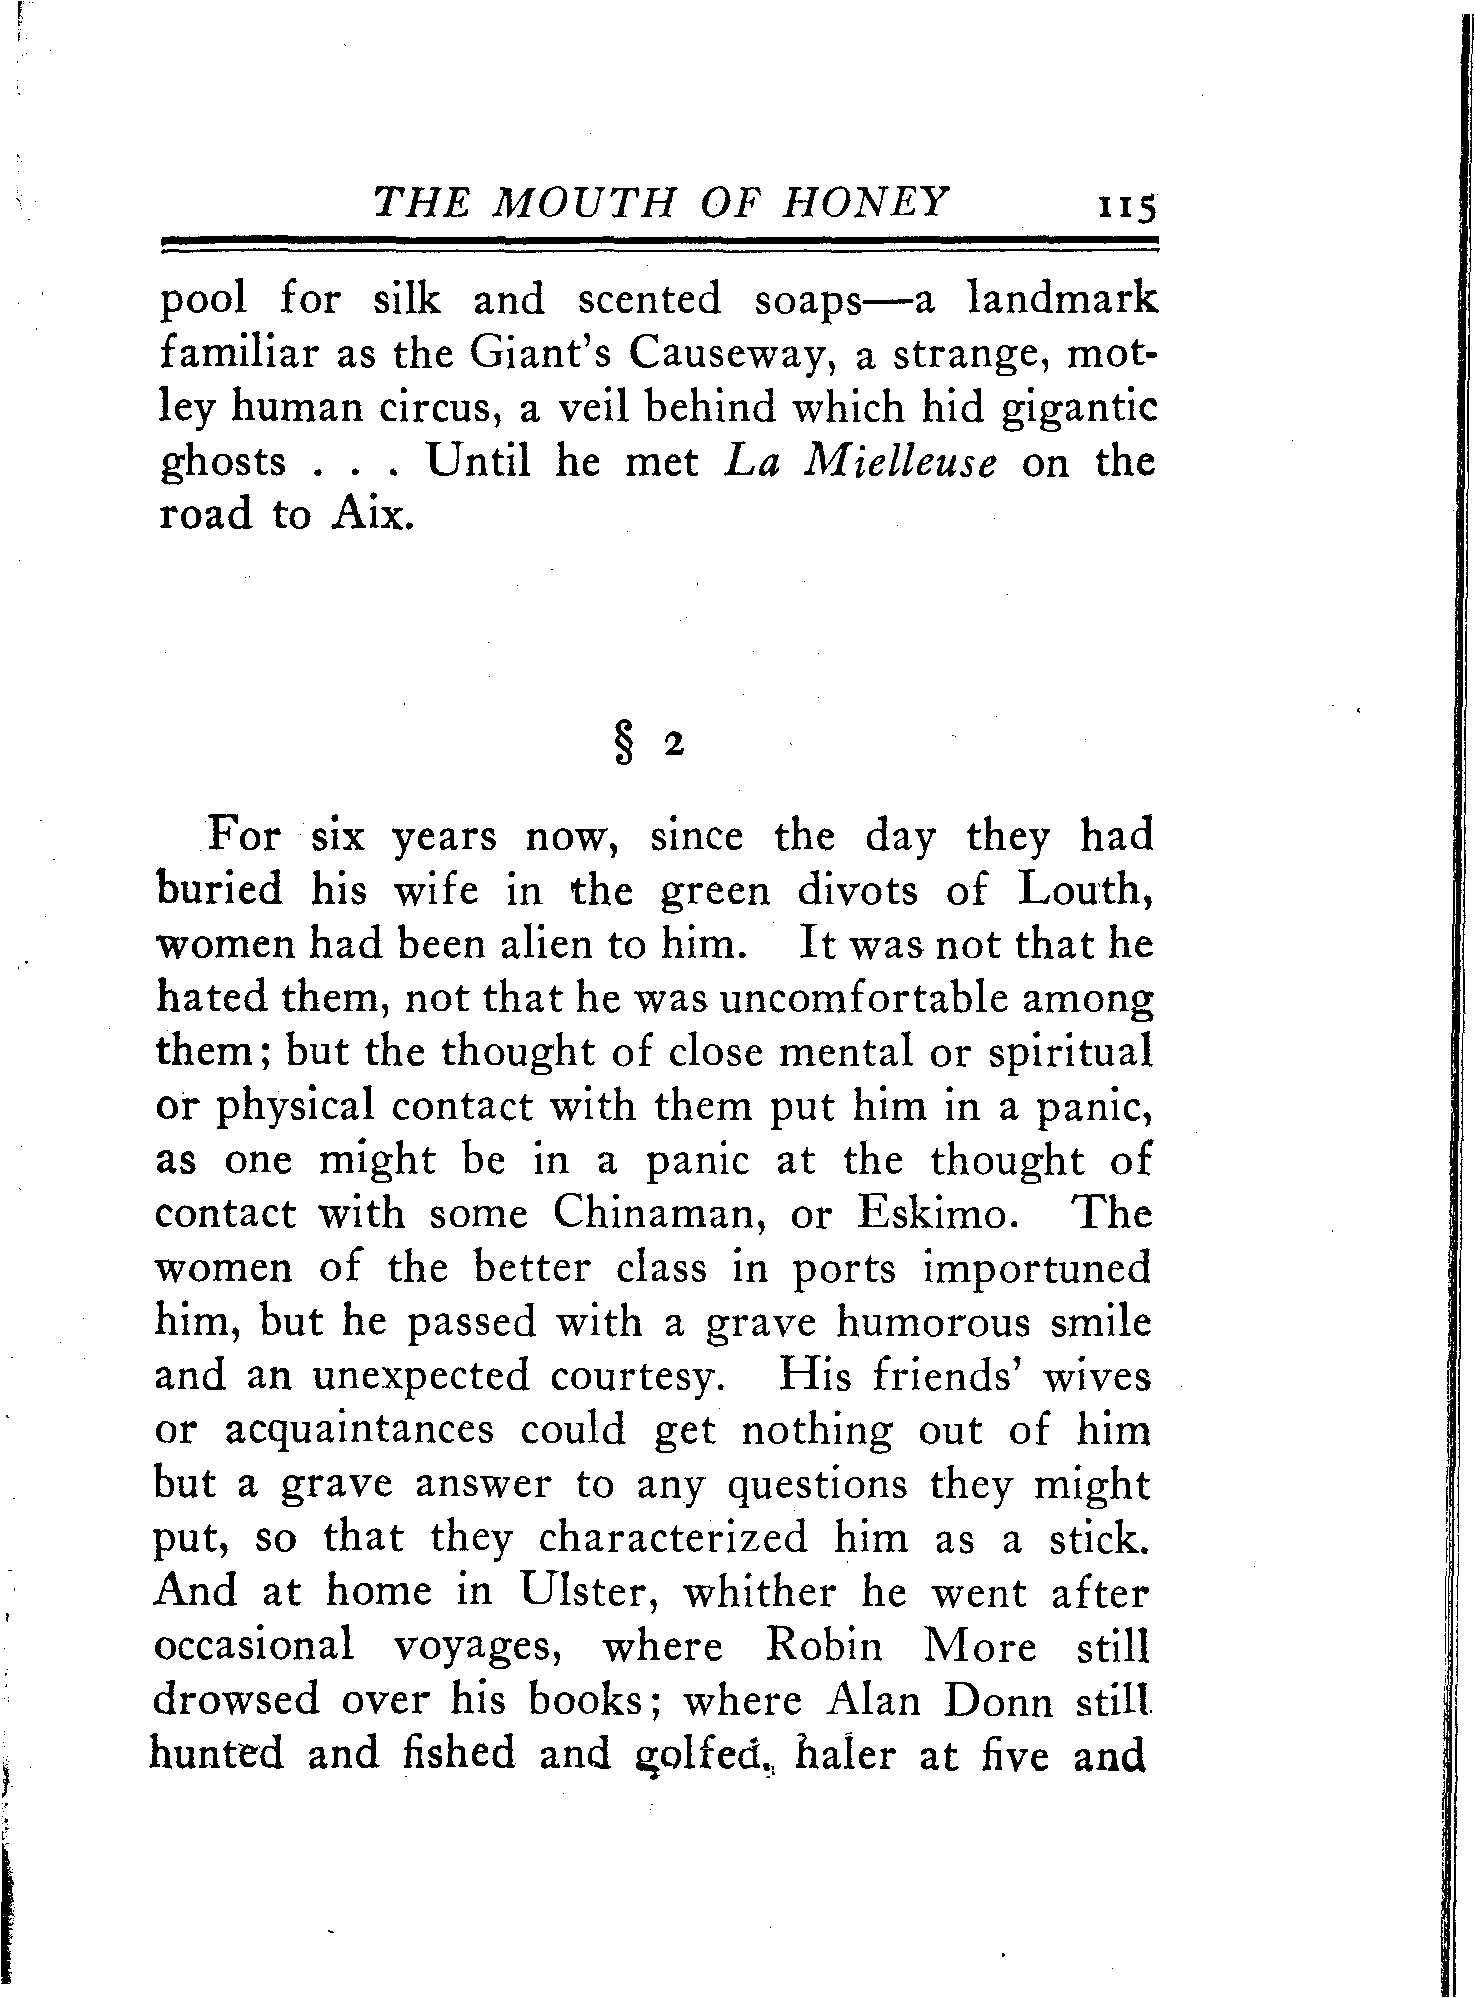 THE MOUTH OF HONEY 115
pool for silk and scented soaps—a landmark
familiar as the Giant's Causeway, a strange, mot-
ley human circus, a veil behind which hid gigantic
ghosts . . . Until he met La Mielleuse on the
road to Aix.
§ 2
For six years now, since the day they had
buried his wife in the green divots of Louth,
women had been alien to him. It was not that he
hated them, not that he was uncomfortable among
them; but the thought of close mental or spiritual
or physical contact with them put him in a panic,
as one might be in a panic at the thought of
contact with some Chinaman, or Eskimo. The
women of the better class in ports importuned
him, but he passed with a grave humorous smile
and an unexpected courtesy. His friends' wives
or acquaintances could get nothing out of him
but a grave answer to any questions they might
put, so that they characterized him as a stick.
And at home in Ulster, whither he went after
occasional voyages, where Robin More still
drowsed over his books; where Alan Donn still
hunted and fished and golfed, haler at five and